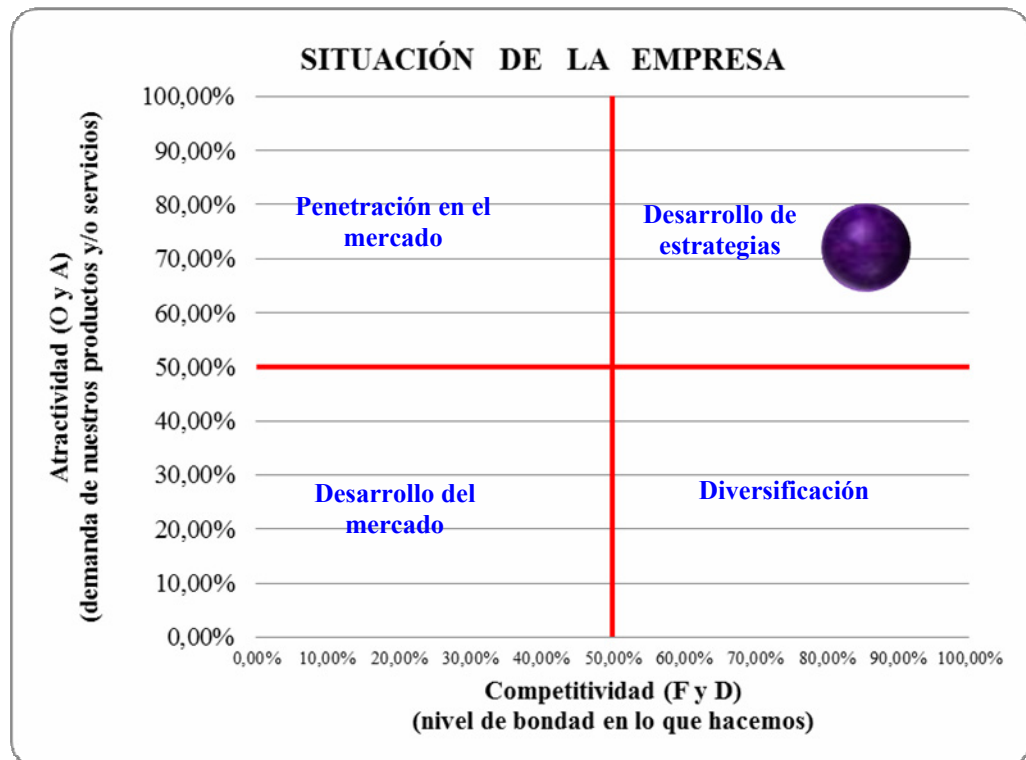 SITUACIÓN DE LA EMPRESA
100,00%
90,00%
80,00%
70,00%
60,00%
50,00%
40,00%
30,00%
20,00%
10,00%
0,00%
Atractividad (O y A)
(demanda de nuestros productos y/o servicios)
Penetración en el
mercado
Desarrollo de
estrategias
Desarrollo del
mercado
Diversificación
0,00% 10,00% 20,00% 30,00% 40,00% 50,00% 60,00% 70,00% 80,00% 90,00% 100,00%
Competitividad (F y D)
(nivel de bondad en lo que hacemos)